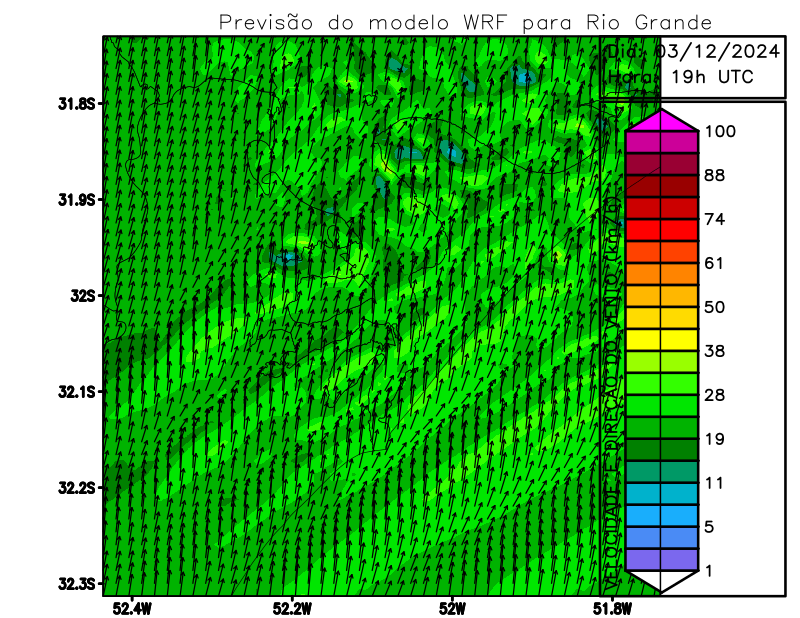 Previsão do modelo WRF para Rio Grande
Dia: 03/12/2024
Hora: 19h UTC
31.8S
31.9S
32S
32.1S
32.2S
32.3S
52.4W
52.2W
52W
51.8W
VELOCIDADE E DIREÇÃO DO VENTO (km/h)
100
88
74
61
50
38
28
19
11
5
1